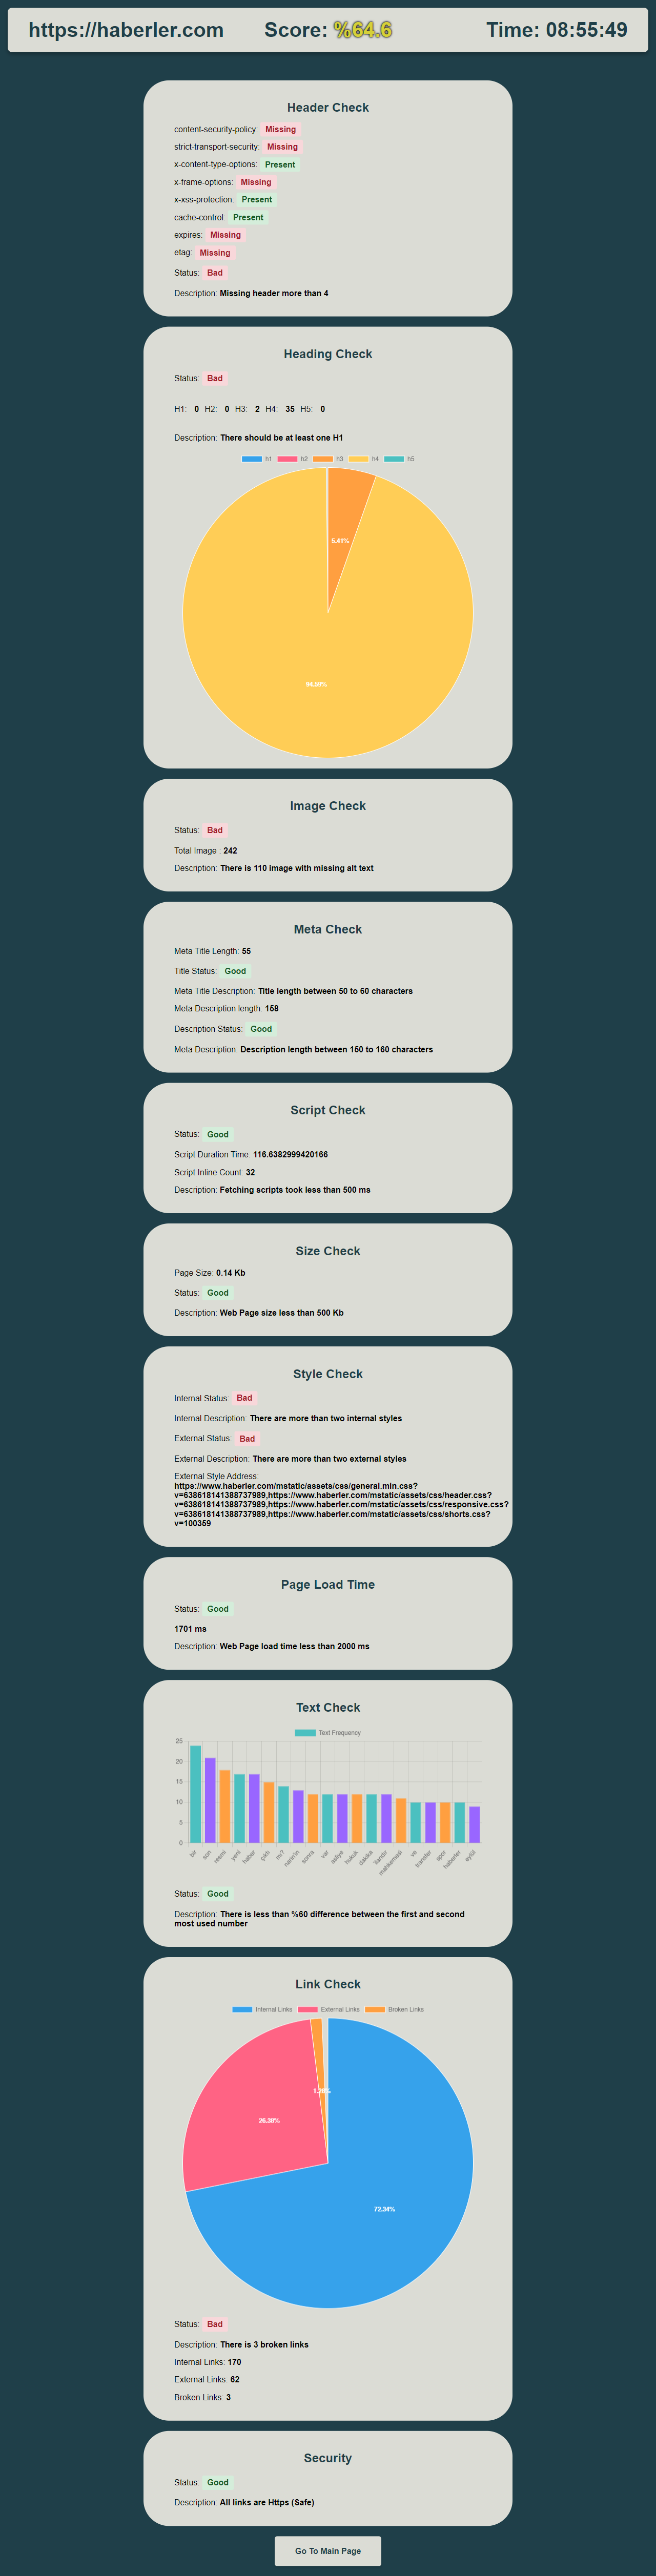 https://haberler.com Score: %64.6 Time: 08:55:49
Header Check
content-security-policy: Missing
strict-transport-security: Missing
x-content-type-options: Present
x-frame-options: Missing
x-xss-protection: Present
cache-control: Present
expires: Missing
etag: Missing
Status: Bad
Description: Missing header more than 4
Heading Check
Status: Bad
H1: 0 H2: 0 H3: 2 H4: 35 H5: 0
Description: There should be at least one H1
h1 h2 h3 h4 h5
5.41%
94.59%
Image Check
Status: Bad
Total Image : 242
Description: There is 110 image with missing alt text
Meta Check
Meta Title Length: 55
Title Status: Good
Meta Title Description: Title length between 50 to 60 characters
Meta Description length: 158
Description Status: Good
Meta Description: Description length between 150 to 160 characters
Script Check
Status: Good
Script Duration Time: 116.6382999420166
Script Inline Count: 32
Description: Fetching scripts took less than 500 ms
Size Check
Page Size: 0.14 Kb
Status: Good
Description: Web Page size less than 500 Kb
Style Check
Internal Status: Bad
Internal Description: There are more than two internal styles
External Status: Bad
External Description: There are more than two external styles
External Style Address:
https://www.haberler.com/mstatic/assets/css/general.min.css?
v=638618141388737989,https://www.haberler.com/mstatic/assets/css/header.css?
v=638618141388737989,https://www.haberler.com/mstatic/assets/css/responsive.css?
v=638618141388737989,https://www.haberler.com/mstatic/assets/css/shorts.css?
v=100359
Page Load Time
Status: Good
1701 ms
Description: Web Page load time less than 2000 ms
Text Check
Text Frequency
25
20
15
10
5
0
bir son resmi yeni haber pkb mı? narin'in sonra var asliye hukuk dakika ilandır mahkemesi ve transfer spor haberler eylül
Status: Good
Description: There is less than %60 difference between the first and second
most used number
Link Check
Internal Links External Links Broken Links
1.28%
26.38%
72.34%
Status: Bad
Description: There is 3 broken links
Internal Links: 170
External Links: 62
Broken Links: 3
Security
Status: Good
Description: All links are Https (Safe)
Go To Main Page